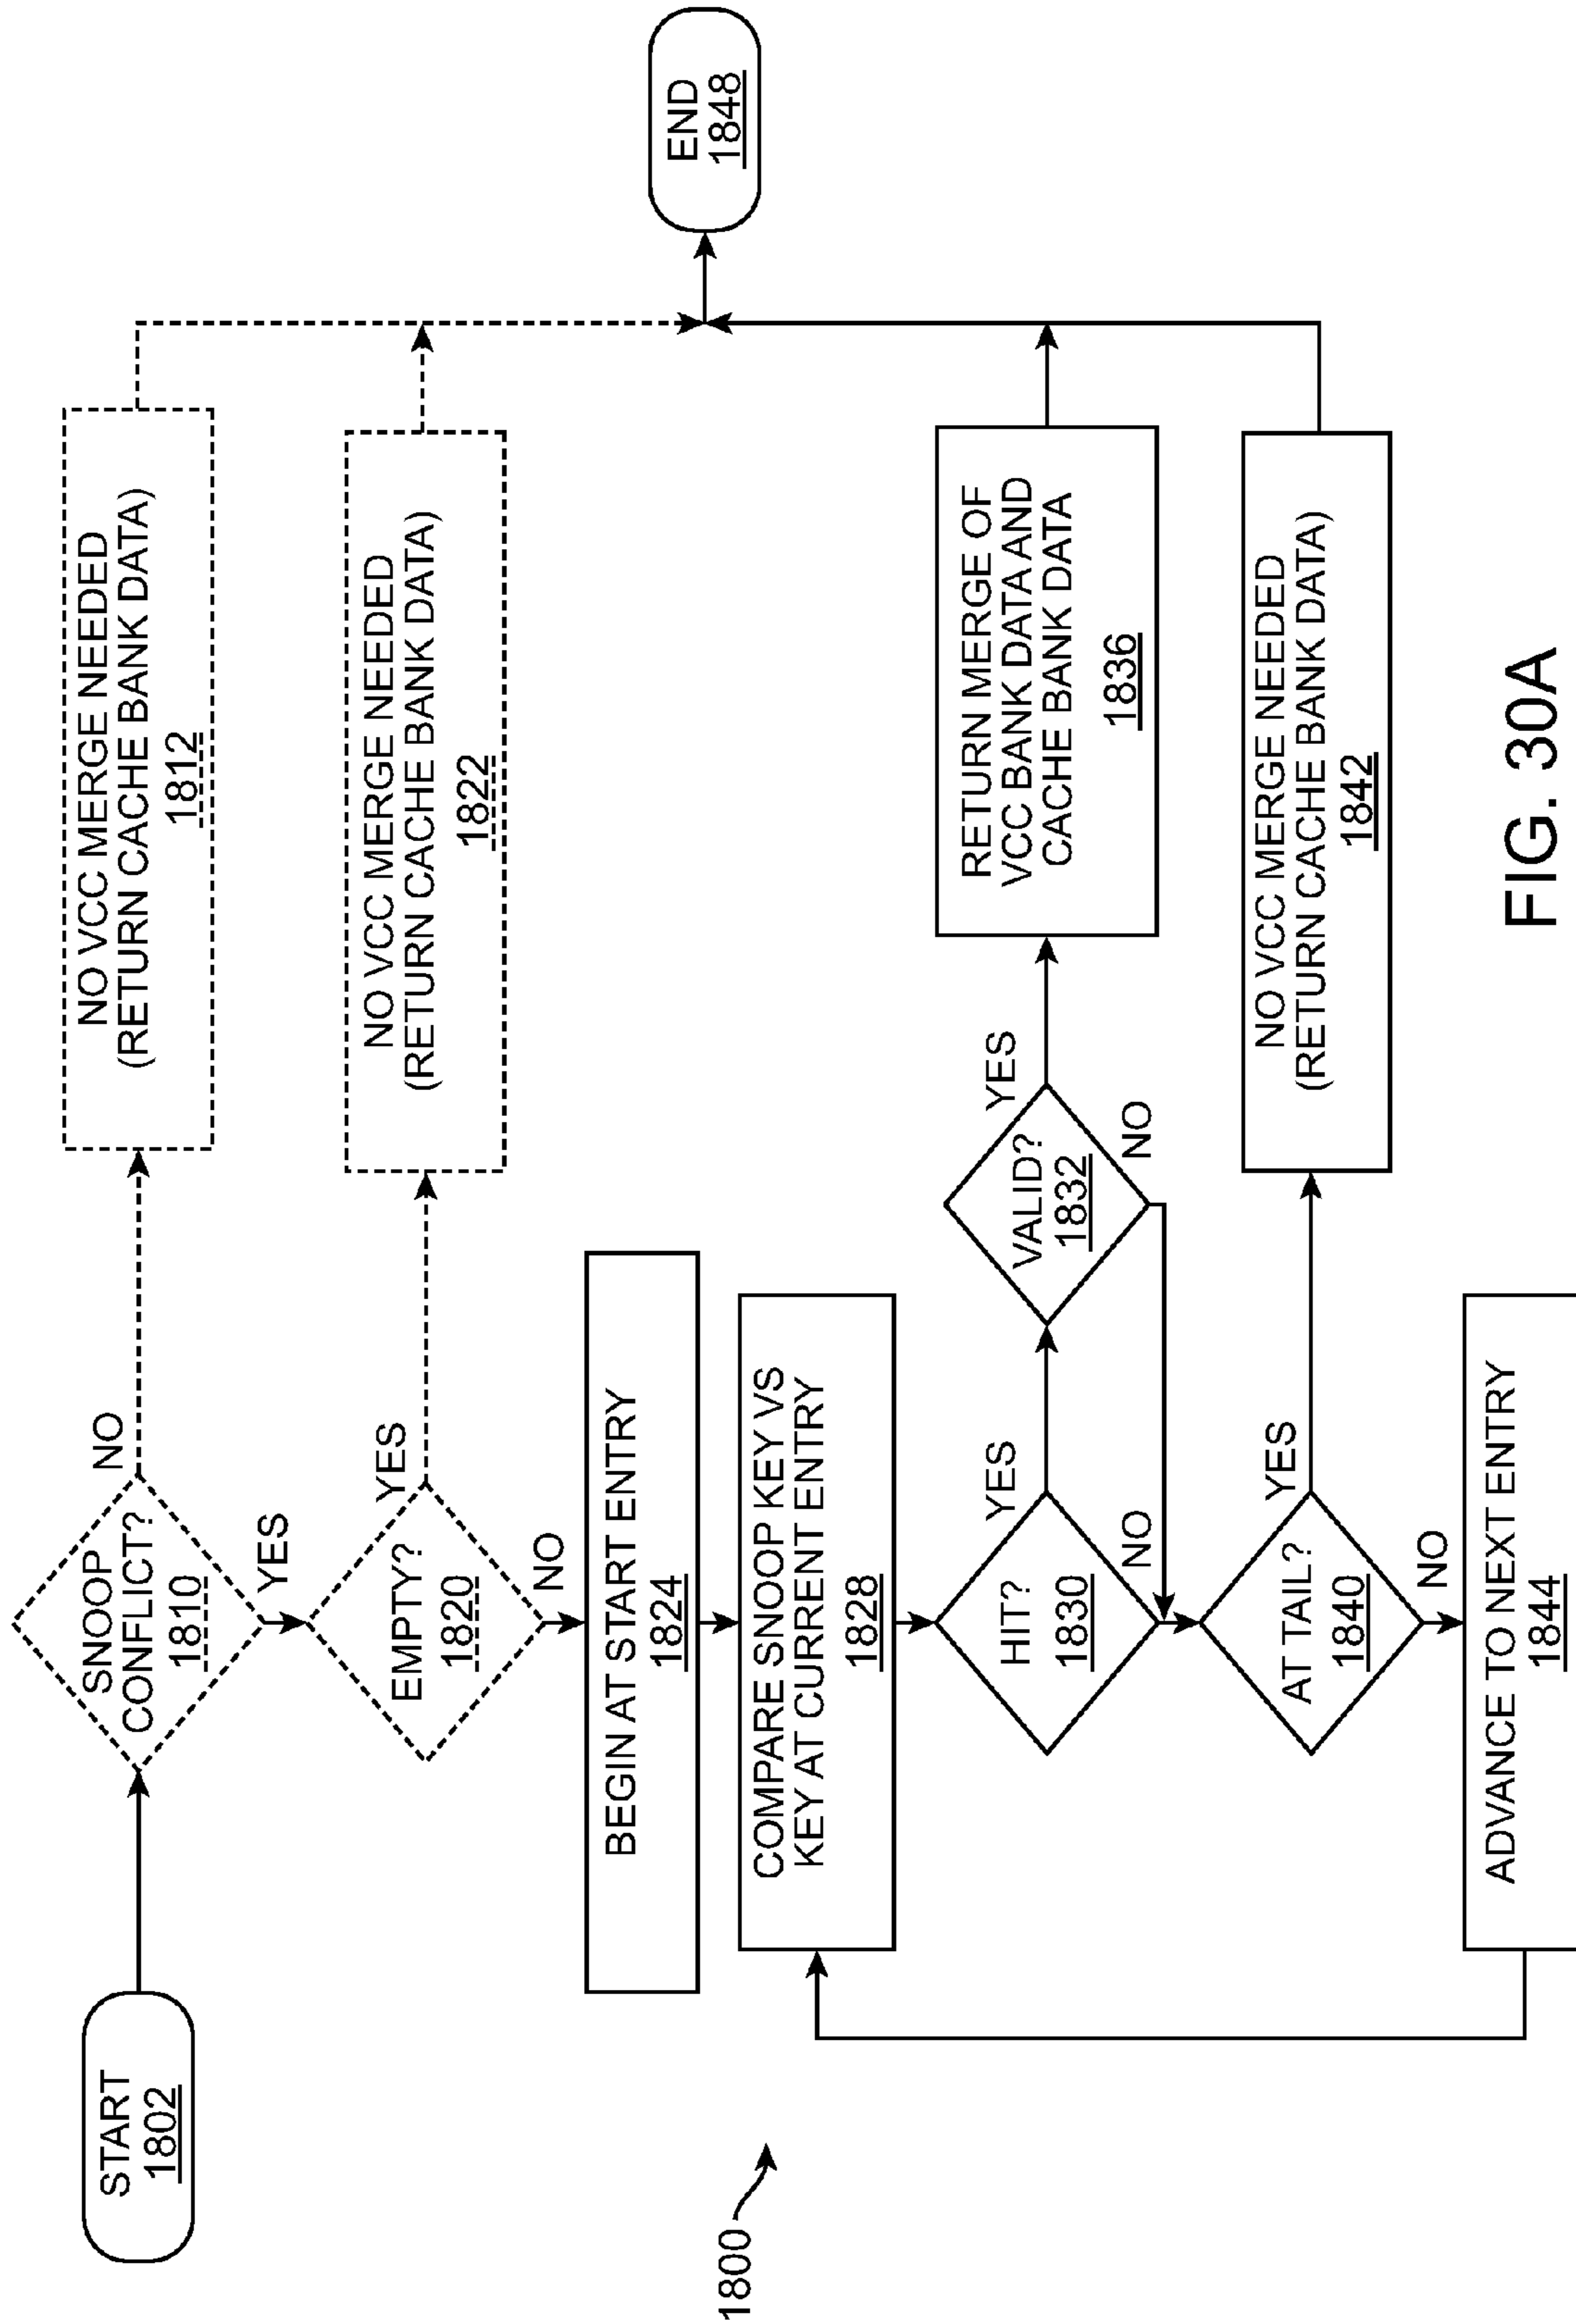 START
1802
SNOOP
CONFLICT?
1810
NO
YES
NO VCC MERGE NEEDED
(RETURN CACHE BANK DATA)
1812
EMPTY?
1820
YES
NO
NO VCC MERGE NEEDED
(RETURN CACHE BANK DATA)
1822
END
1848
BEGIN AT START ENTRY
1824
1800
COMPARE SNOOP KEY VS
KEY AT CURRENT ENTRY
1828
HIT?
1830
YES
NO
VALID?
1832
YES
NO
RETURN MERGE OF
VCC BANK DATA AND
CACHE BANK DATA
1836
AT TAIL?
1840
YES
NO
NO VCC MERGE NEEDED
(RETURN CACHE BANK DATA)
1842
ADVANCE TO NEXT ENTRY
1844
FIG. 30A